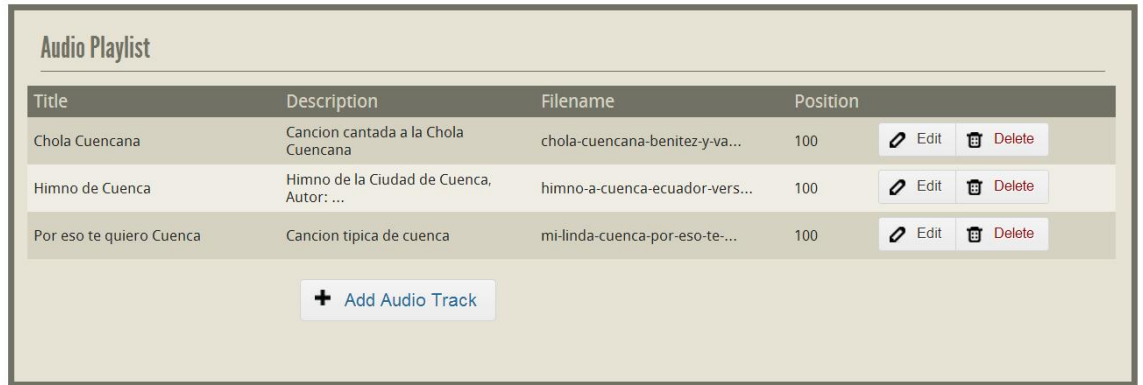 Audio Playlist
Title Description Filename Position
Chola Cuencana Cancion cantada a la Chola Cuencana chola-cuencana-benitez-y-va... 100 Edit Delete
Himno de Cuenca Himno de la Ciudad de Cuenca, Autor: ... himno-a-cuenca-ecuador-vers... 100 Edit Delete
Por eso te quiero Cuenca Cancion tipica de cuenca mi-linda-cuenca-por-eso-te-... 100 Edit Delete
Add Audio Track